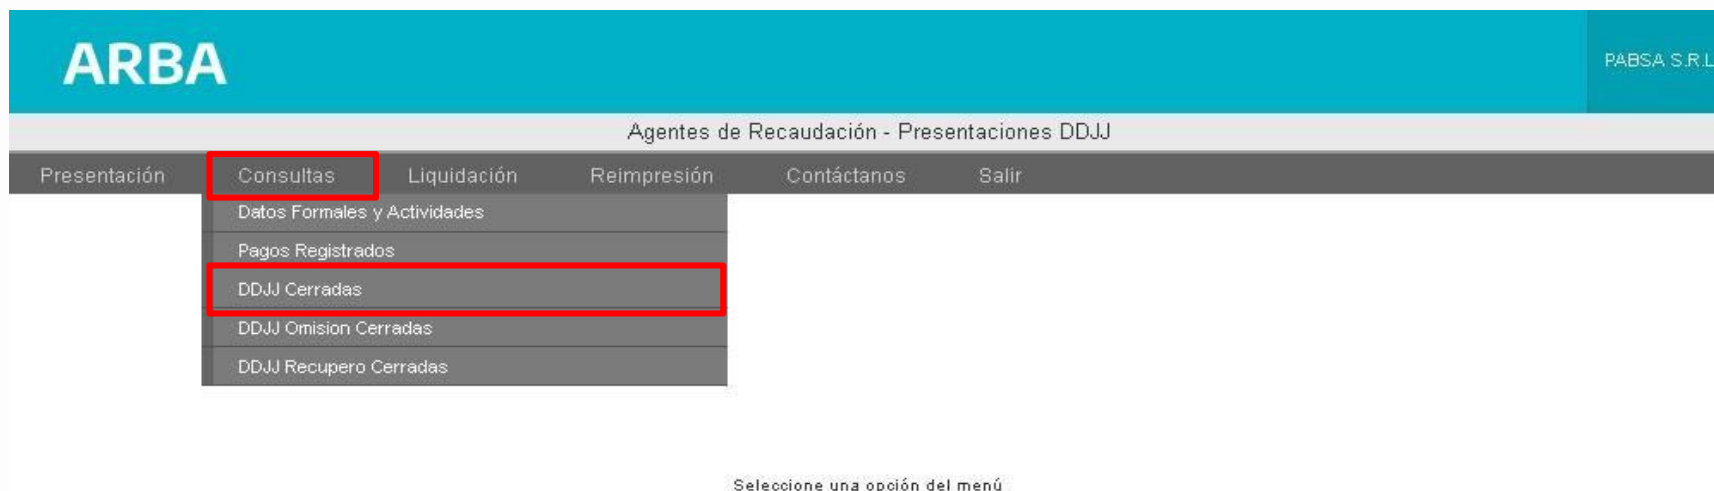 ARBA
PABSA S.R.L
Agentes de Recaudación - Presentaciones DDJJ
Presentación Consultas Liquidación Reimpresión Contáctanos Salir
Datos Formales y Actividades
Pagos Registrados
DDJJ Cerradas
DDJJ Omision Cerradas
DDJJ Recupero Cerradas
Seleccione una opción del menú